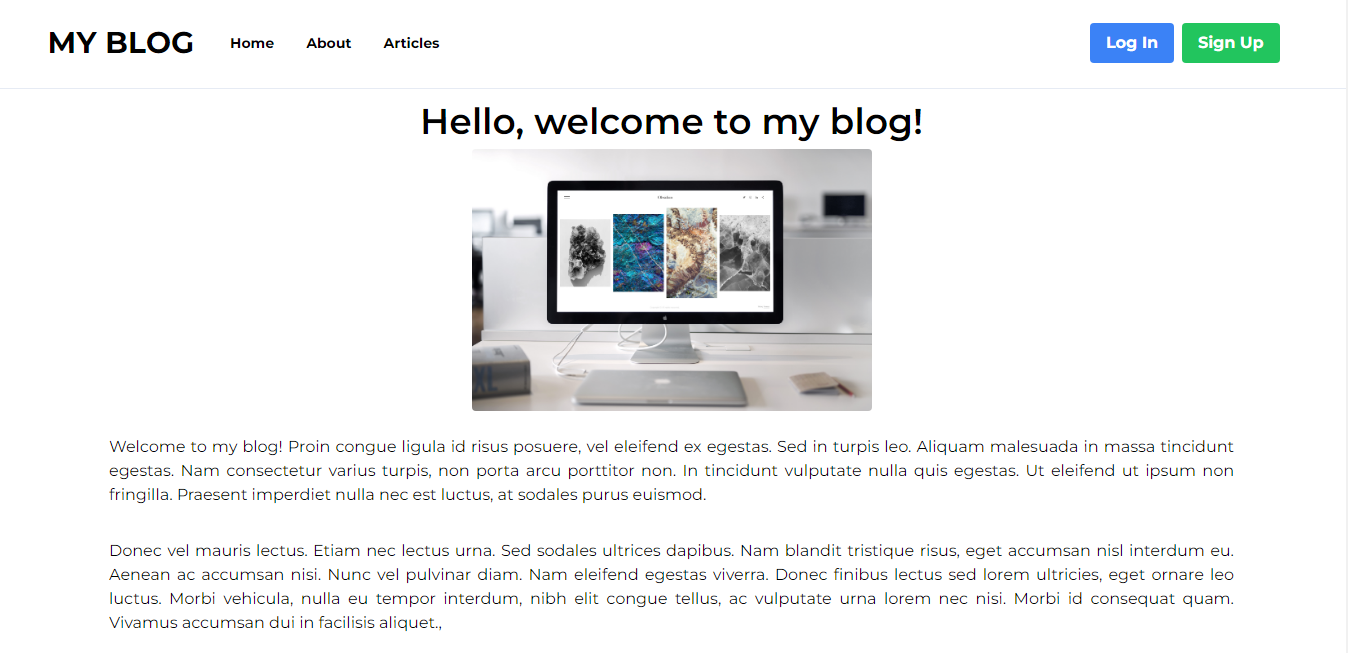 MY BLOG Home About Articles Log In Sign Up
Hello, welcome to my blog!
Welcome to my blog! Proin congue ligula id risus posuere, vel eleifend ex egestas. Sed in turpis leo. Aliquam malesuada in massa tincidunt
egestas. Nam consectetur varius turpis, non porta arcu porttitor non. In tincidunt vulputate nulla quis egestas. Ut eleifend ut ipsum non
fringilla. Praesent imperdiet nulla nec est luctus, at sodales purus euismod.
Donec vel mauris lectus. Etiam nec lectus urna. Sed sodales ultrices dapibus. Nam blandit tristique risus, eget accumsan nisl interdum eu.
Aenean ac accumsan nisi. Nunc vel pulvinar diam. Nam eleifend egestas viverra. Donec finibus lectus sed lorem ultricies, eget ornare leo
luctus. Morbi vehicula, nulla eu tempor interdum, nibh elit congue tellus, ac vulputate urna lorem nec nisi. Morbi id consequat quam.
Vivamus accumsan dui in facilisis aliquet.,